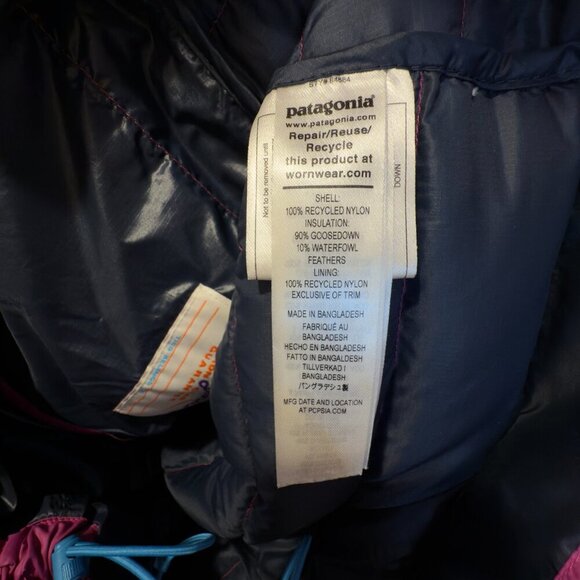 patagonia
www.patagonia.com
Repair/Reuse/
Recycle
this product at
wornwear.com
SHELL:
100% RECYCLED NYLON
INSULATION:
90% GOOSEDOWN
10% WATERFOWL
FEATHERS
LINING:
100% RECYCLED NYLON
EXCLUSIVE OF TRIM
MADE IN BANGLADESH
FABRIQUÉ AU
BANGLADESH
HECHO EN BANGLADESH
FATTO IN BANGALDESH
TILLVERKAD I
BANGLADESH
バングラデシュ製
MFG DATE AND LOCATION
AT PCPSIA.COM
Not to be removed until
DOWN